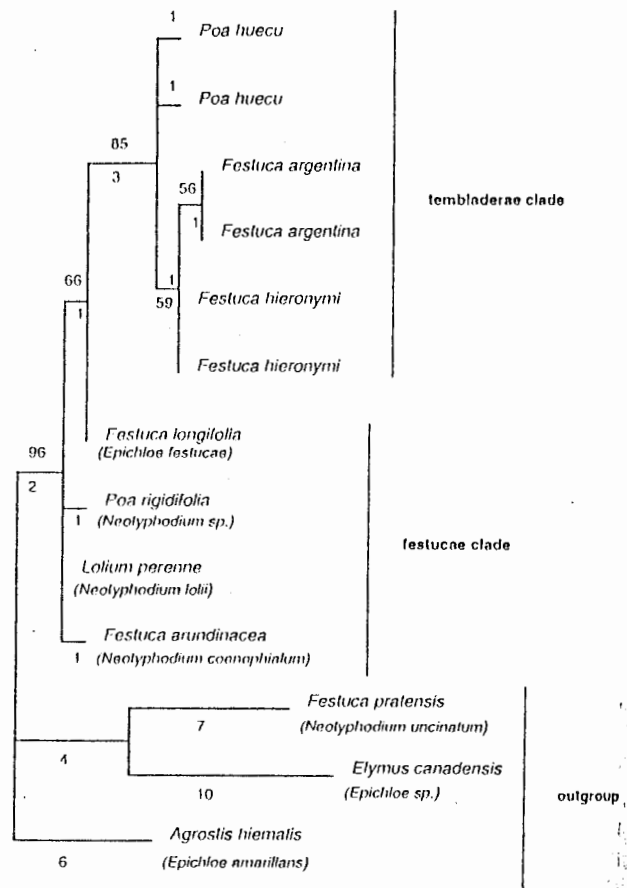 1
Poa huecu
1
Poa huecu
85
3
Festuca argentina
56
tembladerae clade
1
Festuca argentina
66
1
1
59
Festuca hieronymi
Festuca hieronymi
Festuca longifolia
(Epichloe festucae)
96
2
Poa rigidifolia
1
(Neotyphodium sp.)
festucae clade
Lolium perenne
(Neotyphodium lolii)
Festuca arundinacea
1
(Neotyphodium coenophialum)
Festuca pratensis
7
(Neotyphodium uncinatum)
4
Elymus canadensis
10
(Epichloe sp.)
outgroup
Agrostis hiemalis
6
(Epichloe amarillans)